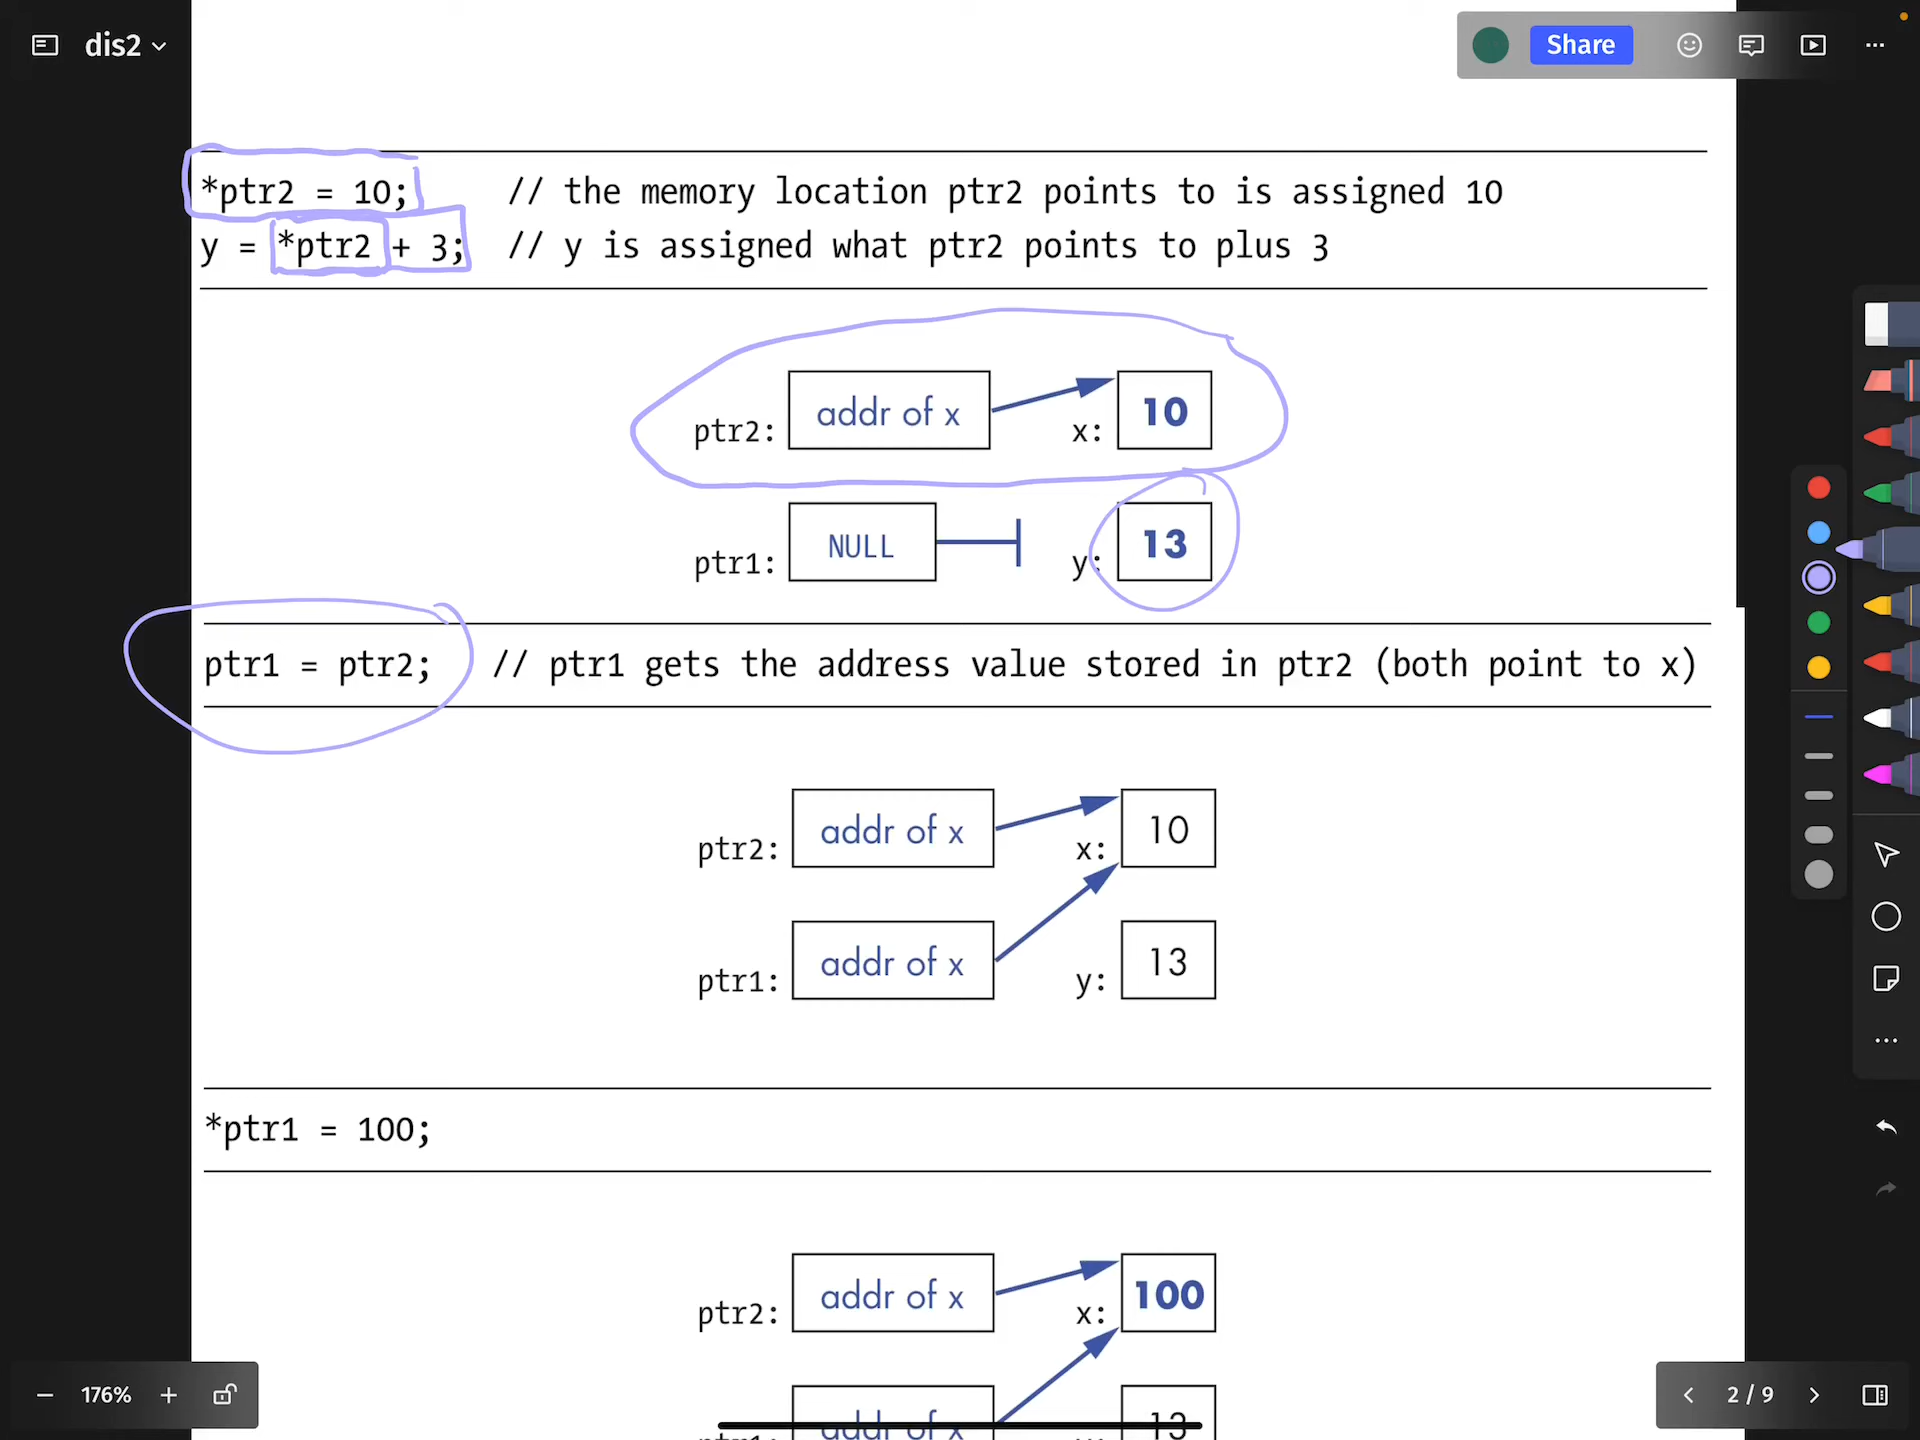 dis2
Share
*ptr2 = 10; // the memory location ptr2 points to is assigned 10
y = *ptr2 + 3; // y is assigned what ptr2 points to plus 3
ptr2: addr of x x: 10
ptr1: NULL y: 13
ptr1 = ptr2; // ptr1 gets the address value stored in ptr2 (both point to x)
ptr2: addr of x x: 10
ptr1: addr of x y: 13
*ptr1 = 100;
ptr2: addr of x x: 100
addr of x 13
176%
2 / 9